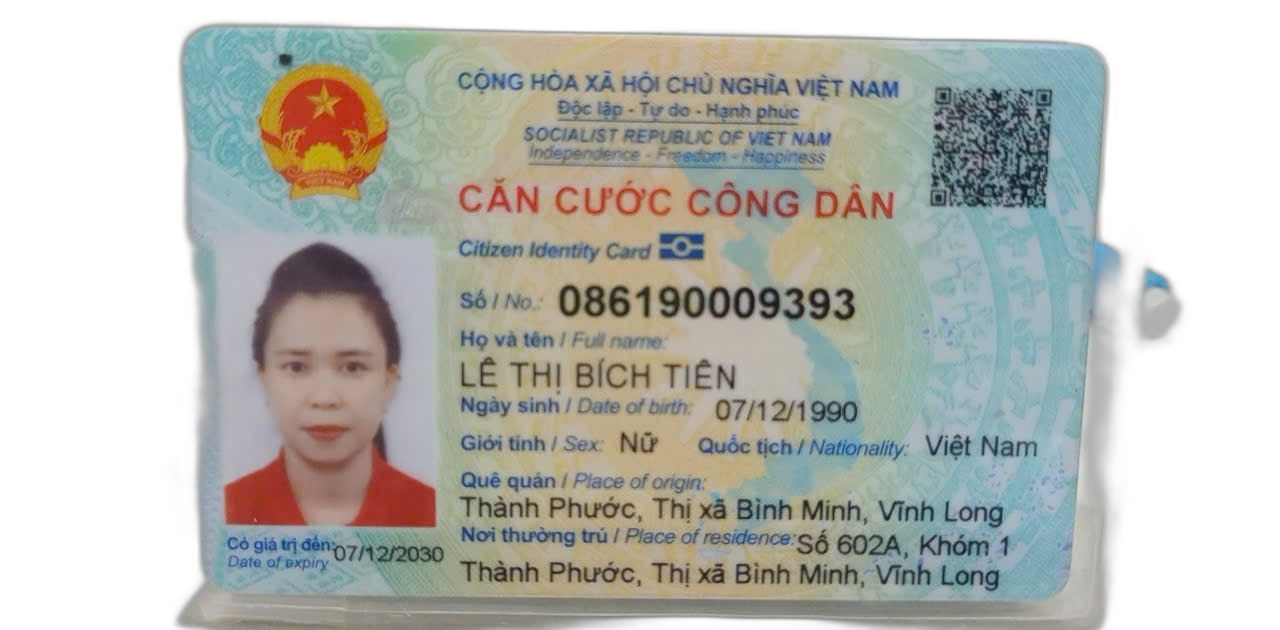 CỘNG HÒA XÃ HỘI CHỦ NGHĨA VIỆT NAM
Độc lập - Tự do - Hạnh phúc
SOCIALIST REPUBLIC OF VIET NAM
Independence - Freedom - Happiness
CĂN CƯỚC CÔNG DÂN
Citizen Identity Card
Số / No.: 086190009393
Họ và tên / Full name:
LÊ THỊ BÍCH TIÊN
Ngày sinh / Date of birth: 07/12/1990
Giới tính / Sex: Nữ Quốc tịch / Nationality: Việt Nam
Quê quán / Place of origin:
Thành Phước, Thị xã Bình Minh, Vĩnh Long
Nơi thường trú / Place of residence: Số 602A, Khóm 1
Thành Phước, Thị xã Bình Minh, Vĩnh Long
Có giá trị đến: 07/12/2030
Date of expiry
VIỆT NAM